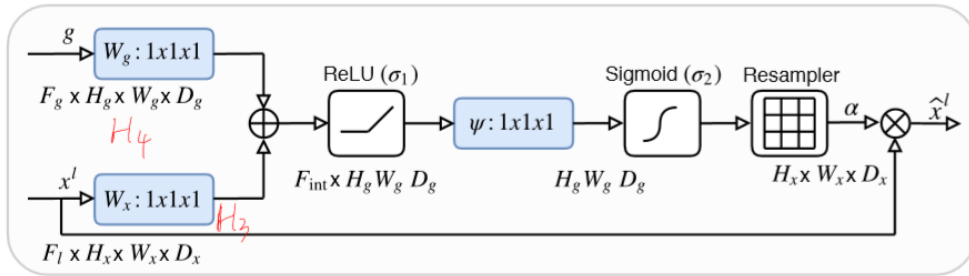 g
W_g : 1x1x1
F_g x H_g x W_g x D_g
H_4
x^l
W_x : 1x1x1
H_3
F_l x H_x x W_x x D_x
ReLU (σ_1)
F_int x H_g W_g D_g
ψ : 1x1x1
Sigmoid (σ_2)
H_g W_g D_g
Resampler
α
H_x x W_x x D_x
x̂^l